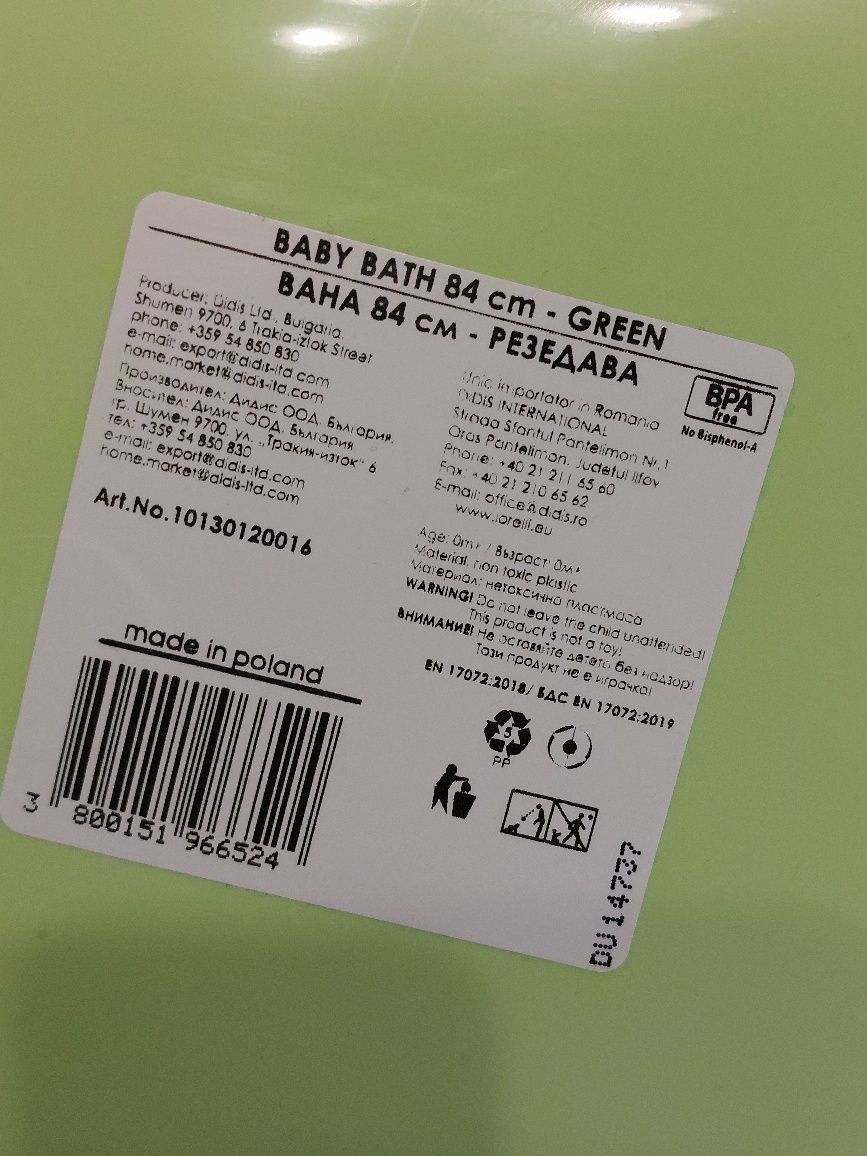 BABY BATH 84 cm - GREEN
ВАНА 84 см - РЕЗЕДАВА
Producer: Didis Ltd., Bulgaria,
Shumen 9700, 6 Trakia-iztok Street
phone: +359 54 850 830
e-mail: export@didis-ltd.com
home.market@didis-ltd.com
Производител: Дидис ООД, България,
Вносител: Дидис ООД, България
гр. Шумен 9700, ул. „Тракия-изток“ 6
тел: +359 54 850 830
e-mail: export@didis-ltd.com
home.market@didis-ltd.com
Art.No.10130120016
made in poland
3 800151 966524
BPA
free
No Bisphenol-A
Unic importator in Romania
DIDIS INTERNATIONAL
Strada Sfantul Pantelimon Nr.1
Oras Pantelimon, Judetul Ilfov
Phone: +40 21 211 65 60
Fax: +40 21 210 65 62
E-mail: office@didis.ro
www.lorelli.eu
Age: 0m+ / Възраст: 0м+
Material: non toxic plastic
Материал: нетоксична пластмаса
WARNING! Do not leave the child unattended!
This product is not a toy!
ВНИМАНИЕ! Не оставяйте детето без надзор!
Този продукт не е играчка!
EN 17072:2018/ БДС EN 17072:2019
5
PP
DU 14737